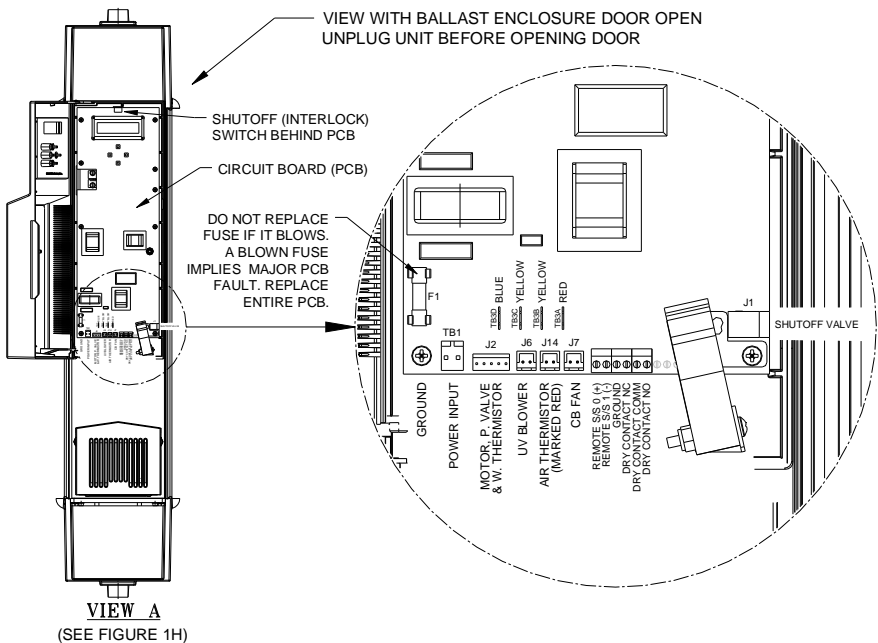 VIEW WITH BALLAST ENCLOSURE DOOR OPEN
UNPLUG UNIT BEFORE OPENING DOOR
SHUTOFF (INTERLOCK)
SWITCH BEHIND PCB
CIRCUIT BOARD (PCB)
DO NOT REPLACE
FUSE IF IT BLOWS.
A BLOWN FUSE
IMPLIES MAJOR PCB
FAULT. REPLACE
ENTIRE PCB.
F1
TB3D
BLUE
TB3C
YELLOW
TB3B
YELLOW
TB3A
RED
J1
SHUTOFF VALVE
TB1
J2
J6
J14
J7
GROUND
POWER INPUT
MOTOR, P. VALVE
& W. THERMISTOR
UV BLOWER
AIR THERMISTOR
(MARKED RED)
CB FAN
REMOTE S/S 0 (+)
REMOTE S/S 1 (-)
GROUND
DRY CONTACT NC
DRY CONTACT COMM
DRY CONTACT NO
VIEW A
(SEE FIGURE 1H)